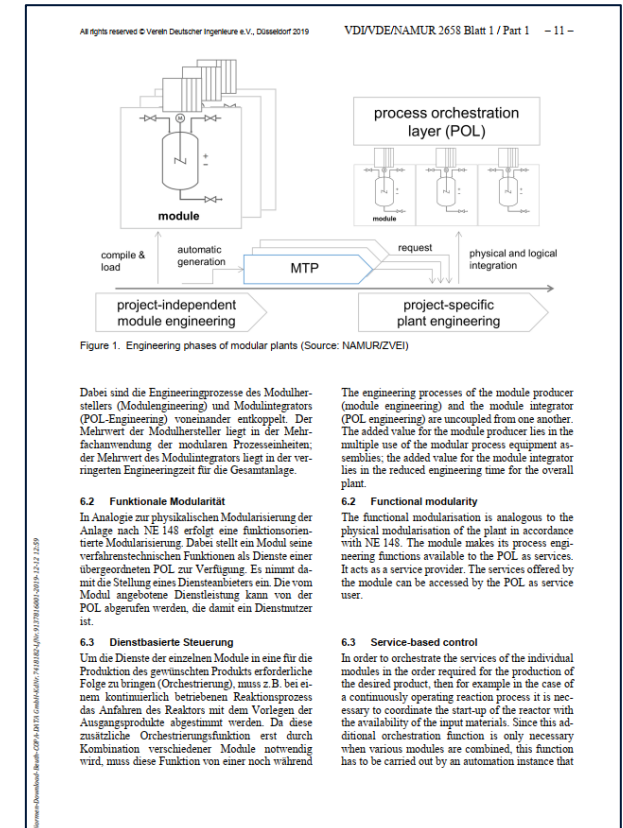 All rights reserved © Verein Deutscher Ingenieure e.V., Düsseldorf 2019
VDI/VDE/NAMUR 2658 Blatt 1 / Part 1 – 11 –
M
module
process orchestration
layer (POL)
module
compile &
load
automatic
generation
MTP
request
physical and logical
integration
project-independent
module engineering
project-specific
plant engineering
Figure 1. Engineering phases of modular plants (Source: NAMUR/ZVEI)
Dabei sind die Engineeringprozesse des Modulher-
stellers (Modulengineering) und Modulintegrators
(POL-Engineering) voneinander entkoppelt. Der
Mehrwert der Modulhersteller liegt in der Mehr-
fachanwendung der modularen Prozesseinheiten;
der Mehrwert des Modulintegrators liegt in der ver-
ringerten Engineeringzeit für die Gesamtanlage.
6.2 Funktionale Modularität
In Analogie zur physikalischen Modularisierung der
Anlage nach NE 148 erfolgt eine funktionsorien-
tierte Modularisierung. Dabei stellt ein Modul seine
verfahrenstechnischen Funktionen als Dienste einer
übergeordneten POL zur Verfügung. Es nimmt da-
mit die Stellung eines Diensteanbieters ein. Die vom
Modul angebotene Dienstleistung kann von der
POL abgerufen werden, die damit ein Dienstnutzer
ist.
6.3 Dienstbasierte Steuerung
Um die Dienste der einzelnen Module in eine für die
Produktion des gewünschten Produkts erforderliche
Folge zu bringen (Orchestrierung), muss z.B. bei ei-
nem kontinuierlich betriebenen Reaktionsprozess
das Anfahren des Reaktors mit dem Vorlegen der
Ausgangsprodukte abgestimmt werden. Da diese
zusätzliche Orchestrierungsfunktion erst durch
Kombination verschiedener Module notwendig
wird, muss diese Funktion von einer noch während
The engineering processes of the module producer
(module engineering) and the module integrator
(POL engineering) are uncoupled from one another.
The added value for the module producer lies in the
multiple use of the modular process equipment as-
semblies; the added value for the module integrator
lies in the reduced engineering time for the overall
plant.
6.2 Functional modularity
The functional modularisation is analogous to the
physical modularisation of the plant in accordance
with NE 148. The module makes its process engi-
neering functions available to the POL as services.
It acts as a service provider. The services offered by
the module can be accessed by the POL as service
user.
6.3 Service-based control
In order to orchestrate the services of the individual
modules in the order required for the production of
the desired product, then for example in the case of
a continuously operating reaction process it is nec-
essary to coordinate the start-up of the reactor with
the availability of the input materials. Since this ad-
ditional orchestration function is only necessary
when various modules are combined, this function
has to be carried out by an automation instance that